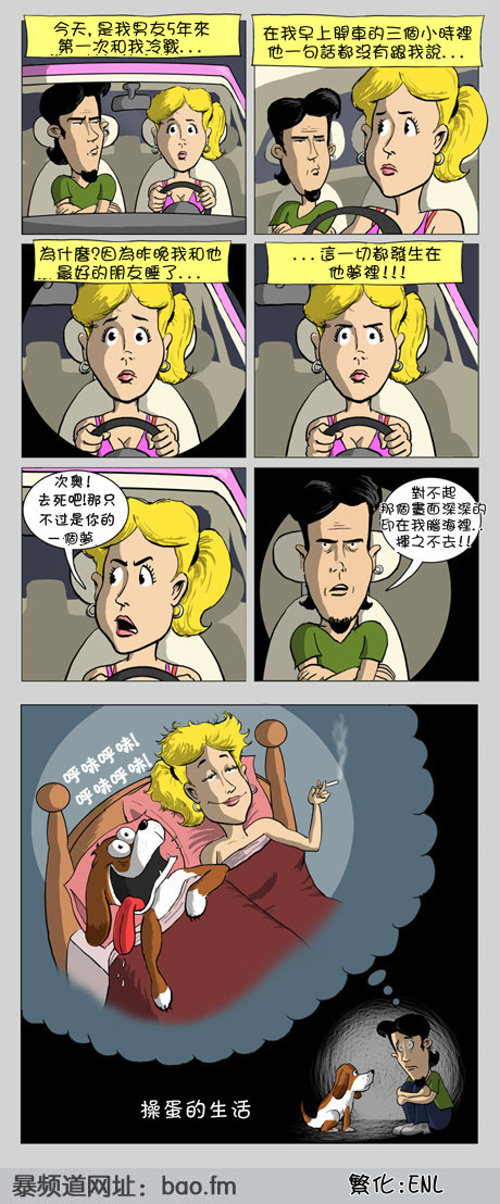 今天,是我男友5年來
第一次和我冷戰...
在我早上開車的三個小時裡
他一句話都沒有跟我說...
為什麼?因為昨晚我和他
最好的朋友睡了...
...這一切都發生在
他夢裡!!!
次奧!
去死吧!那只
不过是你的
一個夢
對不起
那個畫面深深的
印在我腦海裡..
揮之不去!!
呼哧呼哧!
呼哧呼哧!
操蛋的生活
暴频道网址：bao.fm
繁化:ENL